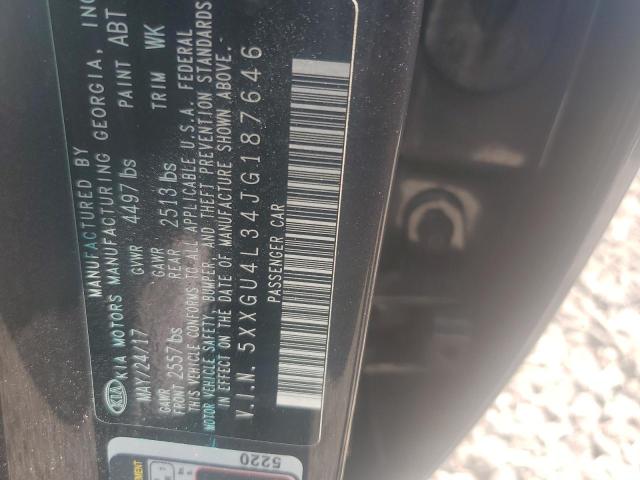 MANUFACTURED BY
KIA KIA MOTORS MANUFACTURING GEORGIA, INC
MAY/24/17 GVWR 4497 lbs PAINT ABT
GAWR FRONT 2557 lbs GAWR REAR 2513 lbs TRIM WK
THIS VEHICLE CONFORMS TO ALL APPLICABLE U.S.A. FEDERAL
MOTOR VEHICLE SAFETY, BUMPER, AND THEFT PREVENTION STANDARDS
IN EFFECT ON THE DATE OF MANUFACTURE SHOWN ABOVE.
V.I.N. 5XXGU4L34JG187646
PASSENGER CAR
5220